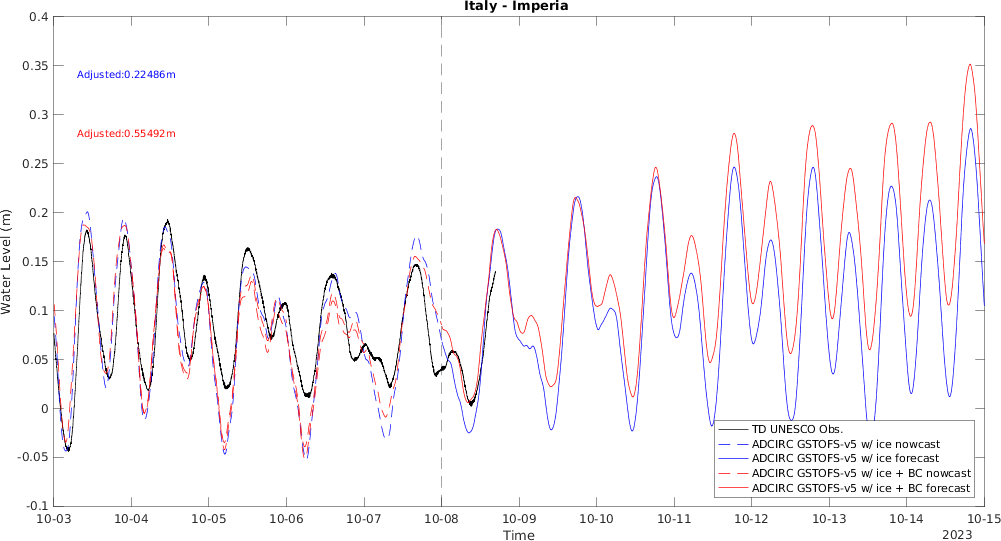 Italy - Imperia
Water Level (m)
0.4
0.35
0.3
0.25
0.2
0.15
0.1
0.05
0
-0.05
-0.1
Adjusted:0.22486m
Adjusted:0.55492m
TD UNESCO Obs.
ADCIRC GSTOFS-v5 w/ ice nowcast
ADCIRC GSTOFS-v5 w/ ice forecast
ADCIRC GSTOFS-v5 w/ ice + BC nowcast
ADCIRC GSTOFS-v5 w/ ice + BC forecast
10-03 10-04 10-05 10-06 10-07 10-08 10-09 10-10 10-11 10-12 10-13 10-14 10-15
Time
2023